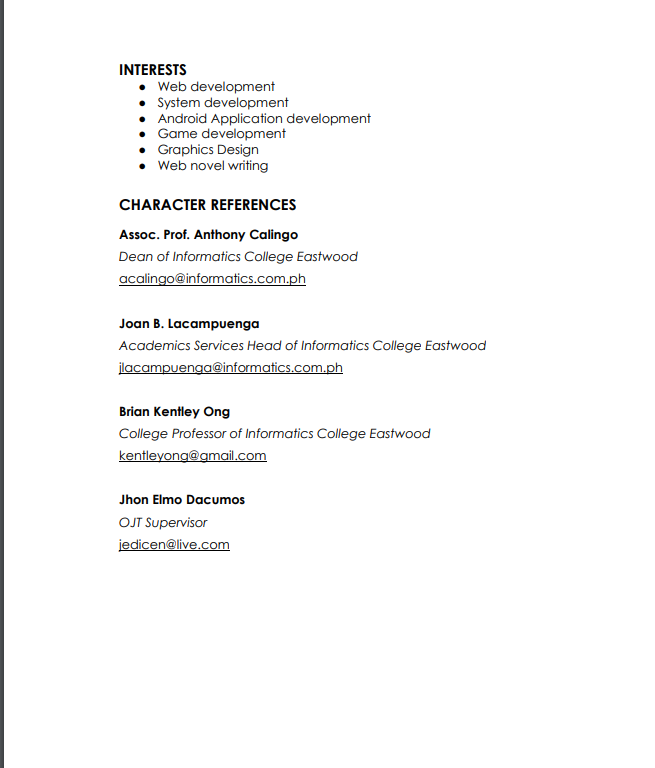 INTERESTS
● Web development
● System development
● Android Application development
● Game development
● Graphics Design
● Web novel writing
CHARACTER REFERENCES
Assoc. Prof. Anthony Calingo
Dean of Informatics College Eastwood
acalingo@informatics.com.ph
Joan B. Lacampuenga
Academics Services Head of Informatics College Eastwood
jlacampuenga@informatics.com.ph
Brian Kentley Ong
College Professor of Informatics College Eastwood
kentleyong@gmail.com
Jhon Elmo Dacumos
OJT Supervisor
jedicen@live.com